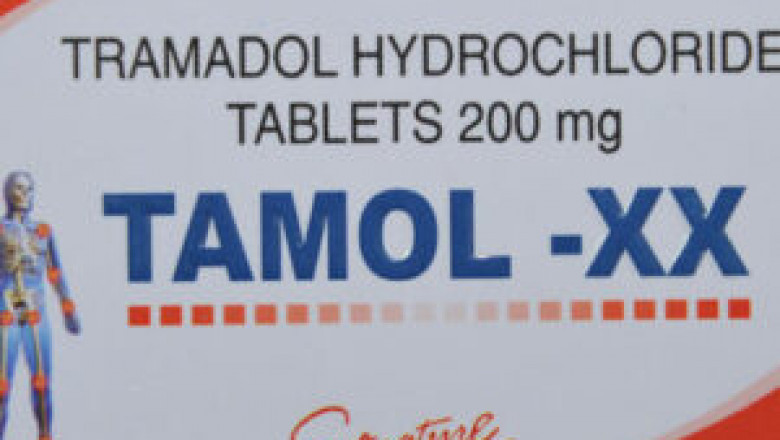 TRAMADOL HYDROCHLORIDE
TABLETS 200 mg
TAMOL -XX